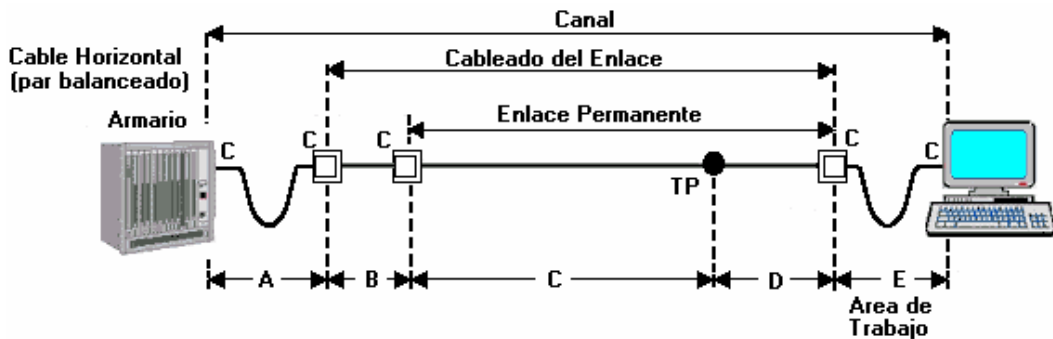 Canal
Cable Horizontal
(par balanceado)
Cableado del Enlace
Armario
Enlace Permanente
C
C
C
C
C
TP
A
B
C
D
E
Area de
Trabajo